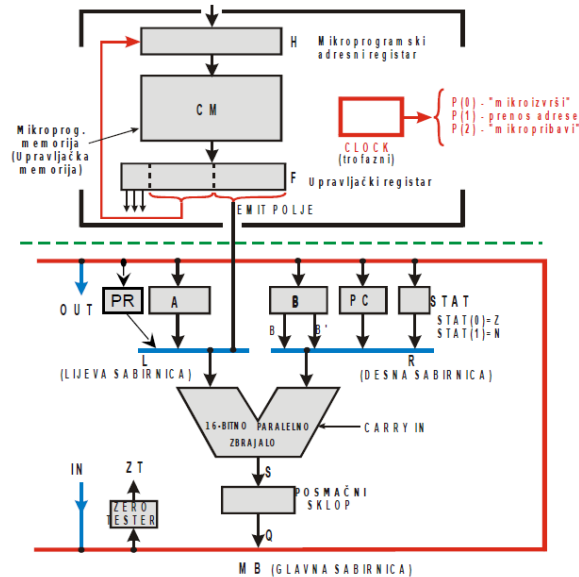 H
Mikroprogramski
adresni registar
CM
Mikroprog.
memorija
(Upravljačka
memorija)
CLOCK
(trofazni)
P(0) - "mikroizvrši"
P(1) - prenos adrese
P(2) - "mikropribavi"
F
Upravljački registar
EMIT POLJE
OUT
PR
A
B
PC
STAT
STAT(0)=Z
STAT(1)=N
B
B'
L
(LIJEVA SABIRNICA)
R
(DESNA SABIRNICA)
16-BITNO PARALELNO
ZBRAJALO
CARRY IN
S
IN
ZT
ZERO
TESTER
POSMAČNI
SKLOP
Q
MB (GLAVNA SABIRNICA)